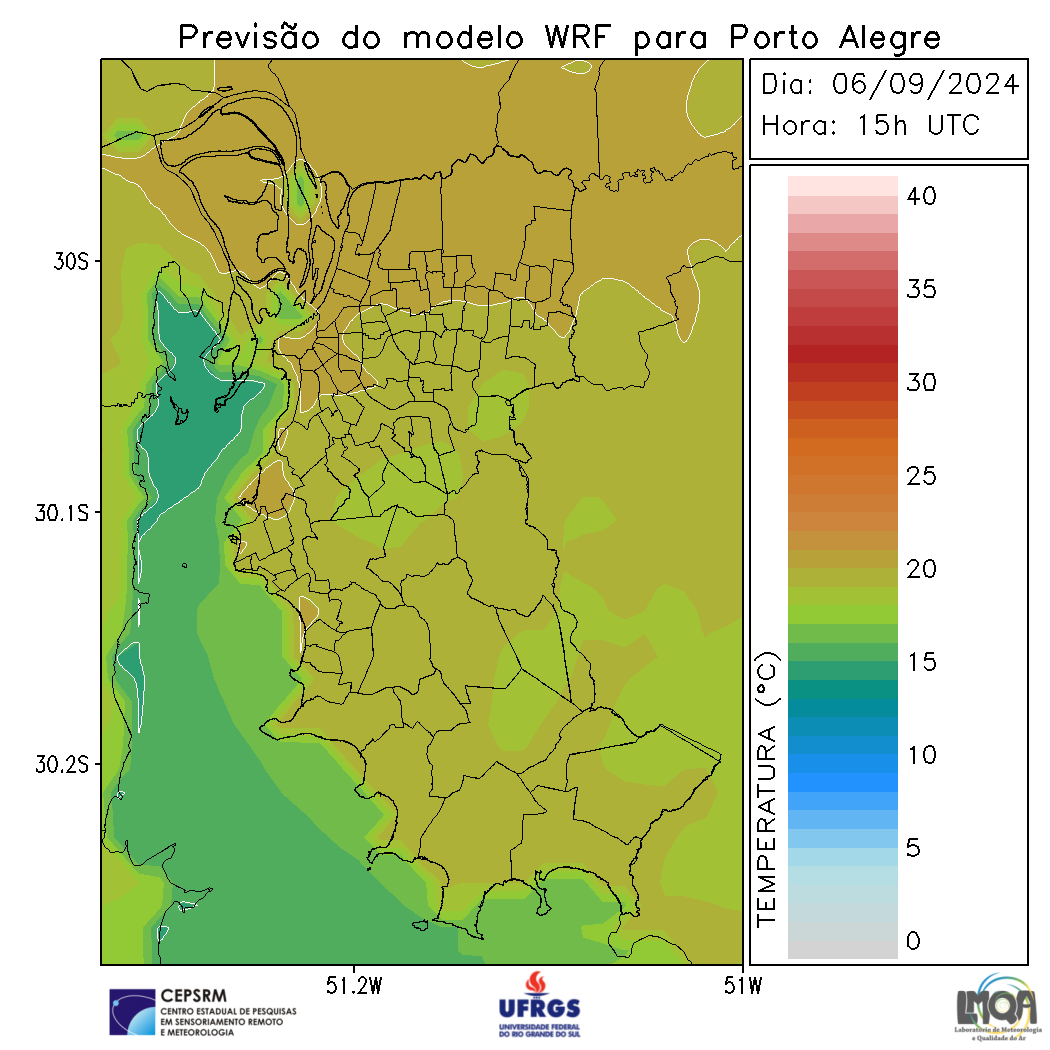 Previsão do modelo WRF para Porto Alegre
Dia: 06/09/2024
Hora: 15h UTC
40
35
30
25
20
15
10
5
0
TEMPERATURA (°C)
30S
30.1S
30.2S
51.2W
51W
CEPSRM
CENTRO ESTADUAL DE PESQUISAS
EM SENSORIAMENTO REMOTO
E METEOROLOGIA
UFRGS
UNIVERSIDADE FEDERAL
DO RIO GRANDE DO SUL
LMQA
Laboratório de Meteorologia
e Qualidade do Ar